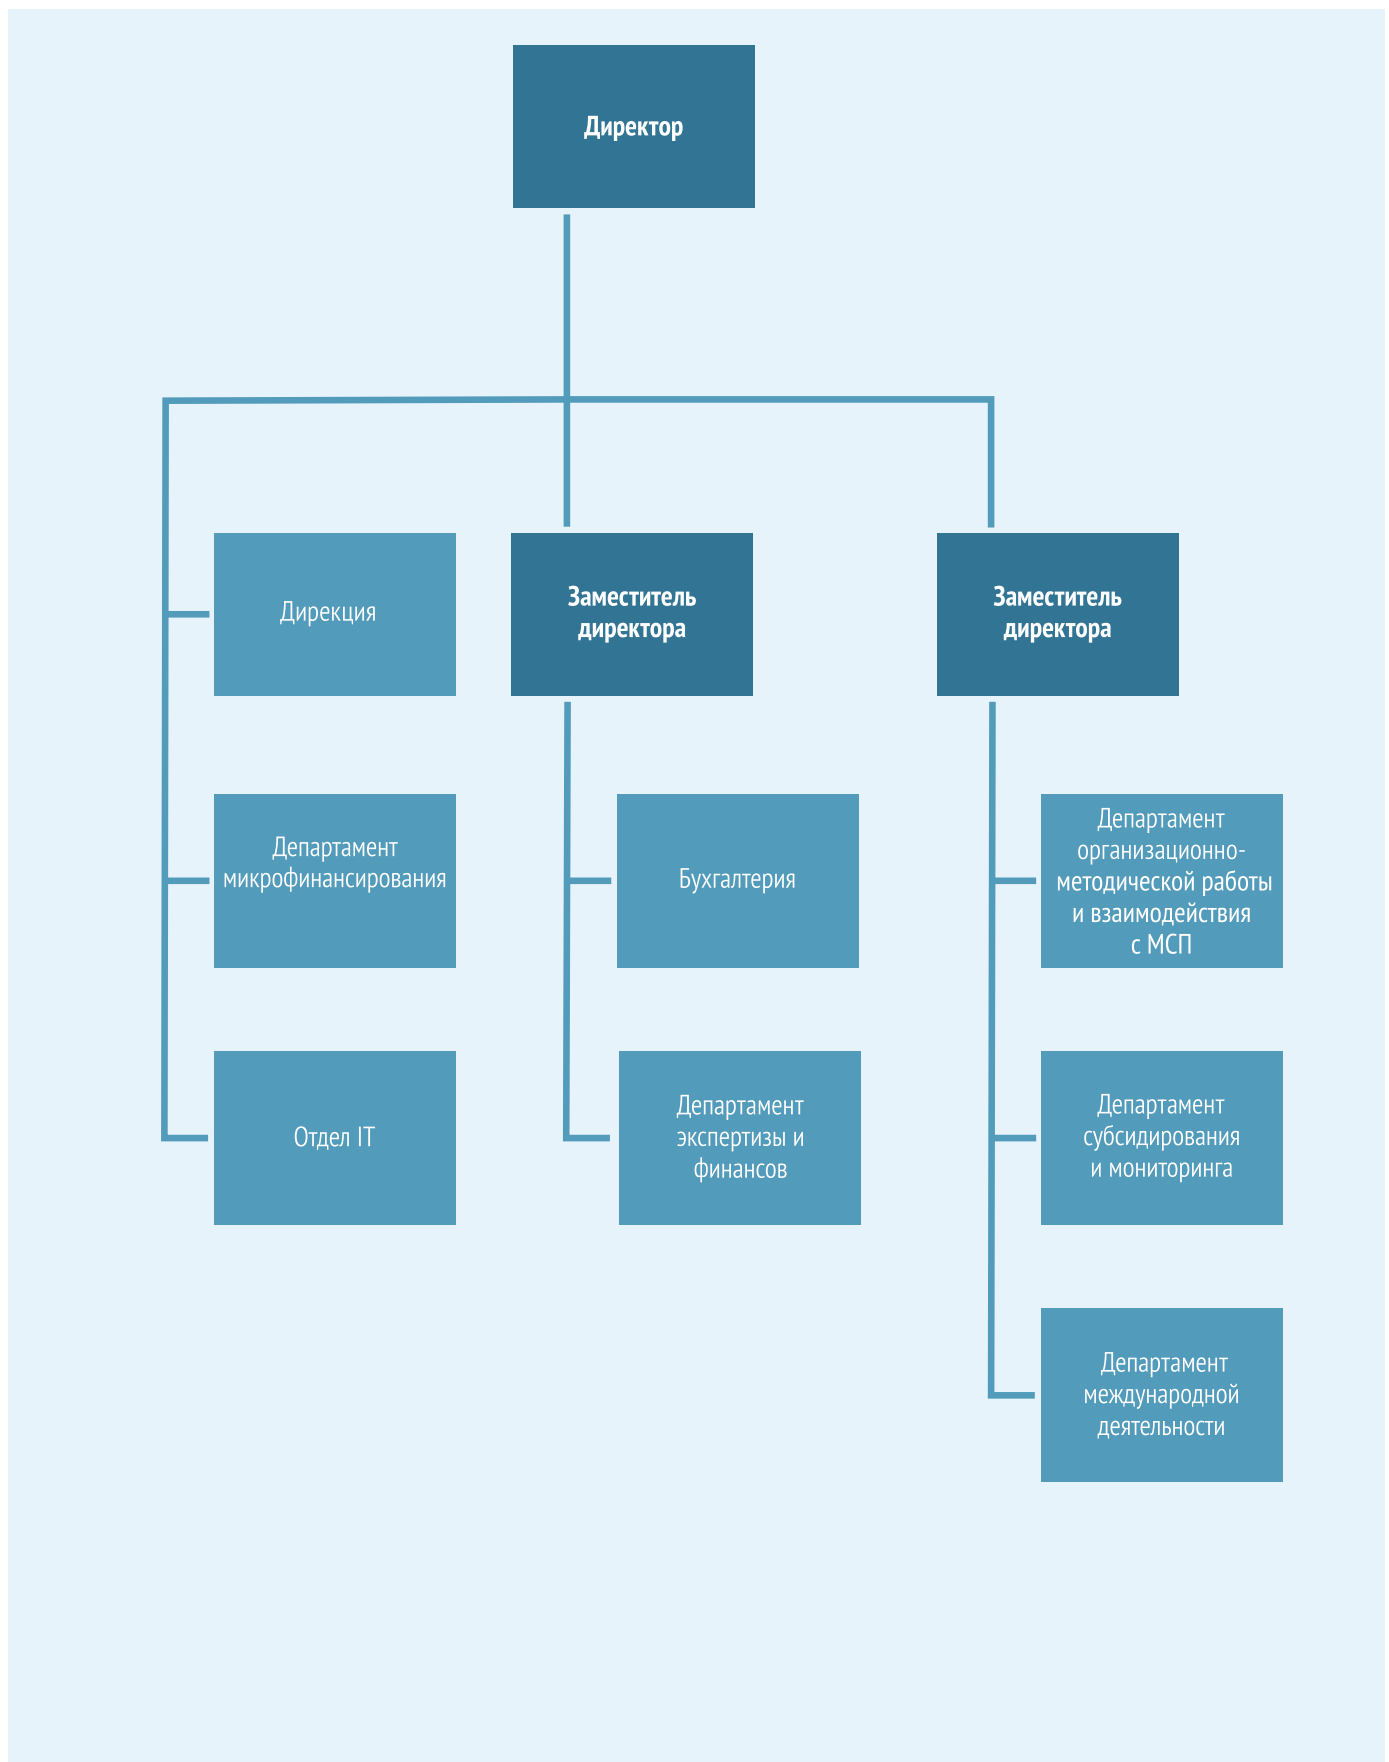 Директор
Дирекция
Заместитель
директора
Заместитель
директора
Департамент
микрофинансирования
Бухгалтерия
Департамент
организационно-
методической работы
и взаимодействия
с МСП
Отдел IT
Департамент
экспертизы и
финансов
Департамент
субсидирования
и мониторинга
Департамент
международной
деятельности